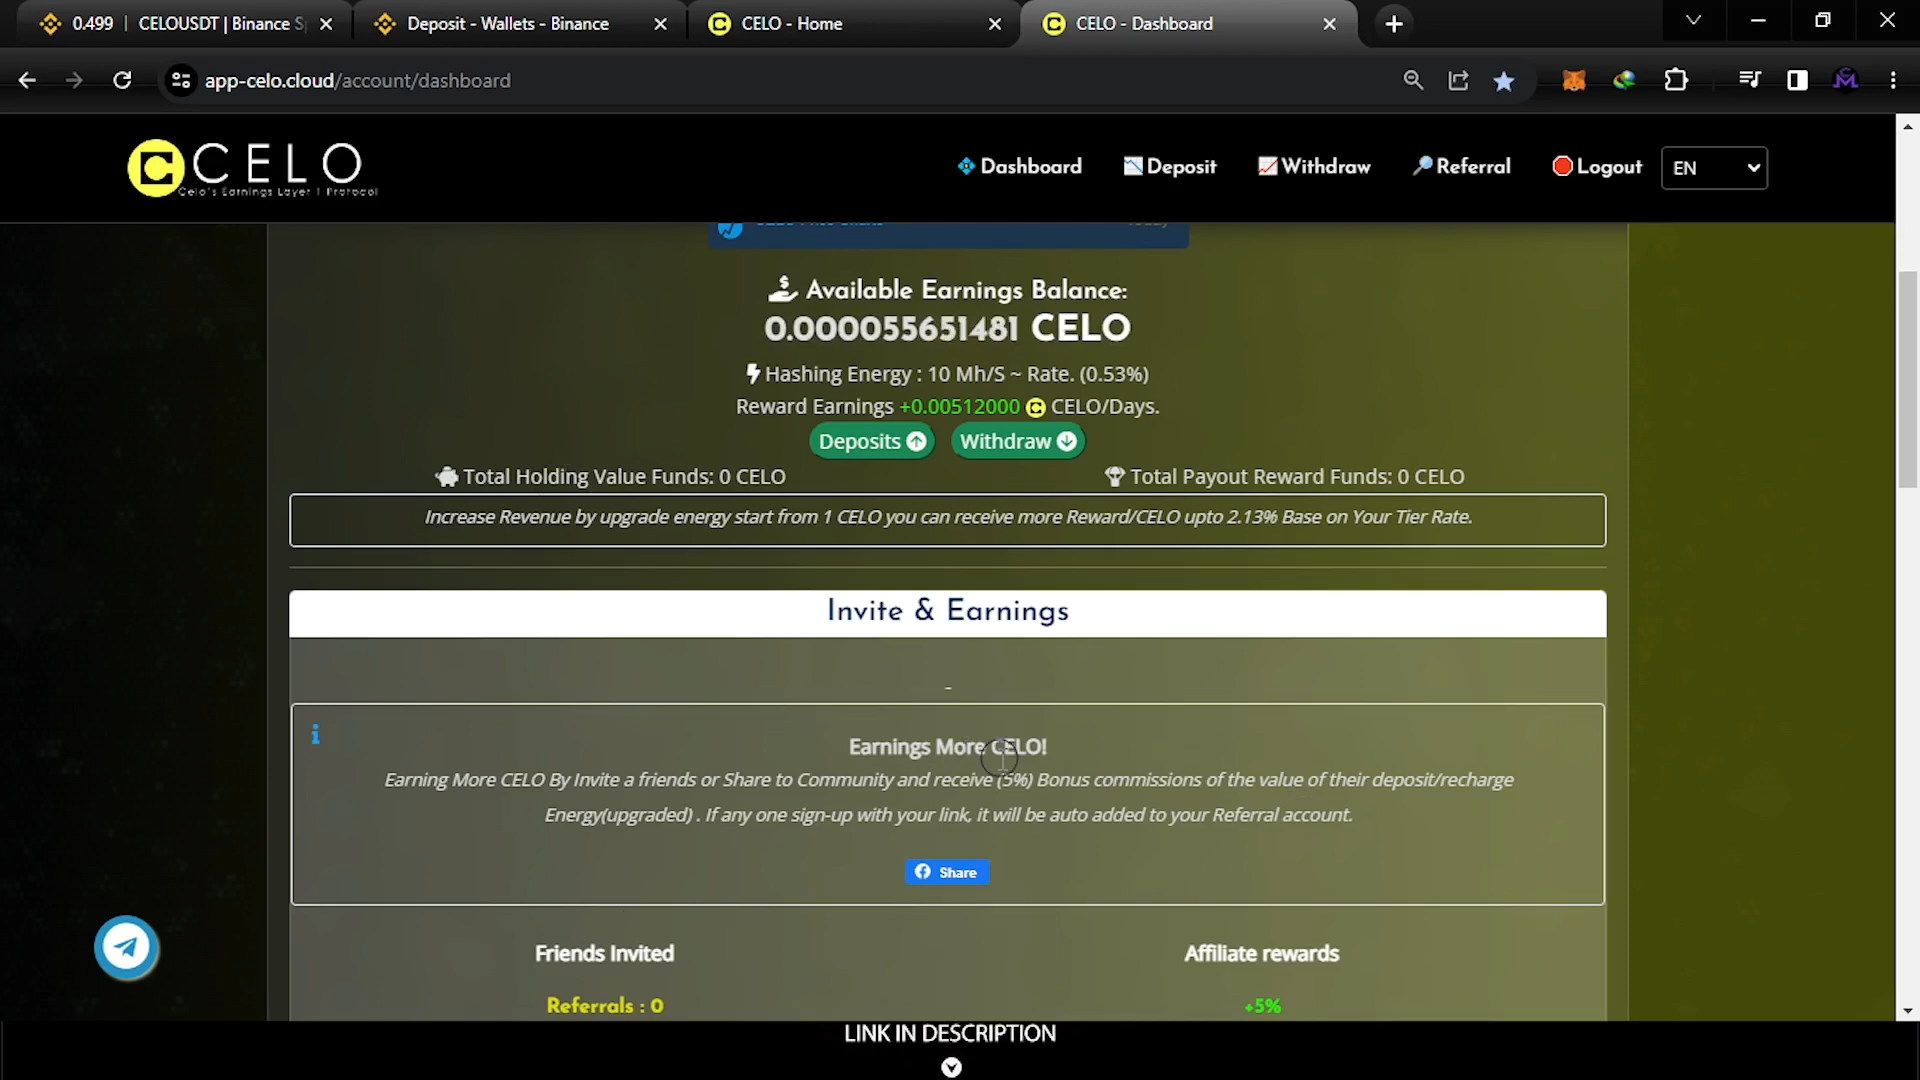 0.499 | CELOUSDT | Binance S
Deposit - Wallets - Binance
CELO - Home
CELO - Dashboard
app-celo.cloud/account/dashboard
CELO
Celo's Earnings Layer 1 Protocol
Dashboard
Deposit
Withdraw
Referral
Logout
EN
Available Earnings Balance:
0.000055651481 CELO
Hashing Energy : 10 Mh/S ~ Rate. (0.53%)
Reward Earnings +0.00512000 CELO/Days.
Deposits
Withdraw
Total Holding Value Funds: 0 CELO
Total Payout Reward Funds: 0 CELO
Increase Revenue by upgrade energy start from 1 CELO you can receive more Reward/CELO upto 2.13% Base on Your Tier Rate.
Invite & Earnings
-
Earnings More CELO!
Earning More CELO By Invite a friends or Share to Community and receive (5%) Bonus commissions of the value of their deposit/recharge
Energy(upgraded) . If any one sign-up with your link, it will be auto added to your Referral account.
Share
Friends Invited
Affiliate rewards
Referrals : 0
+5%
LINK IN DESCRIPTION